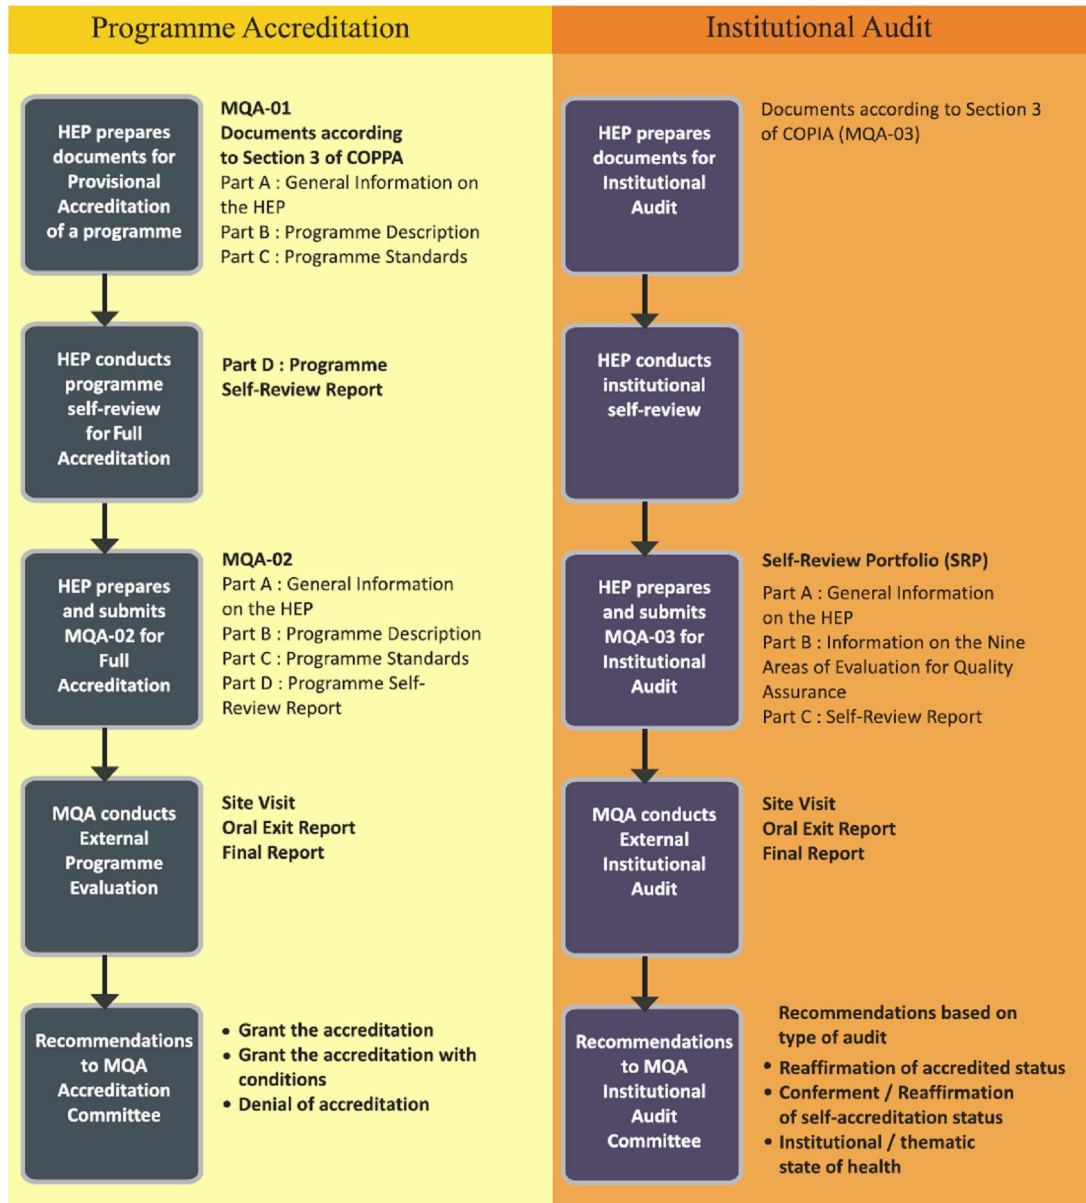 Programme Accreditation
HEP prepares
documents for
Provisional
Accreditation
of a programme
MQA-01
Documents according
to Section 3 of COPPA
Part A : General Information on
the HEP
Part B : Programme Description
Part C : Programme Standards
HEP conducts
programme
self-review
for Full
Accreditation
Part D : Programme
Self-Review Report
HEP prepares
and submits
MQA-02 for
Full
Accreditation
MQA-02
Part A : General Information
on the HEP
Part B : Programme Description
Part C : Programme Standards
Part D : Programme Self-
Review Report
MQA conducts
External
Programme
Evaluation
Site Visit
Oral Exit Report
Final Report
Recommendations
to MQA
Accreditation
Committee
• Grant the accreditation
• Grant the accreditation with
conditions
• Denial of accreditation
Institutional Audit
HEP prepares
documents for
Institutional
Audit
Documents according to Section 3
of COPIA (MQA-03)
HEP conducts
institutional
self-review
HEP prepares
and submits
MQA-03 for
Institutional
Audit
Self-Review Portfolio (SRP)
Part A : General Information
on the HEP
Part B : Information on the Nine
Areas of Evaluation for Quality
Assurance
Part C : Self-Review Report
MQA conducts
External
Institutional
Audit
Site Visit
Oral Exit Report
Final Report
Recommendations
to MQA
Institutional
Audit
Committee
Recommendations based on
type of audit
• Reaffirmation of accredited status
• Conferment / Reaffirmation
of self-accreditation status
• Institutional / thematic
state of health